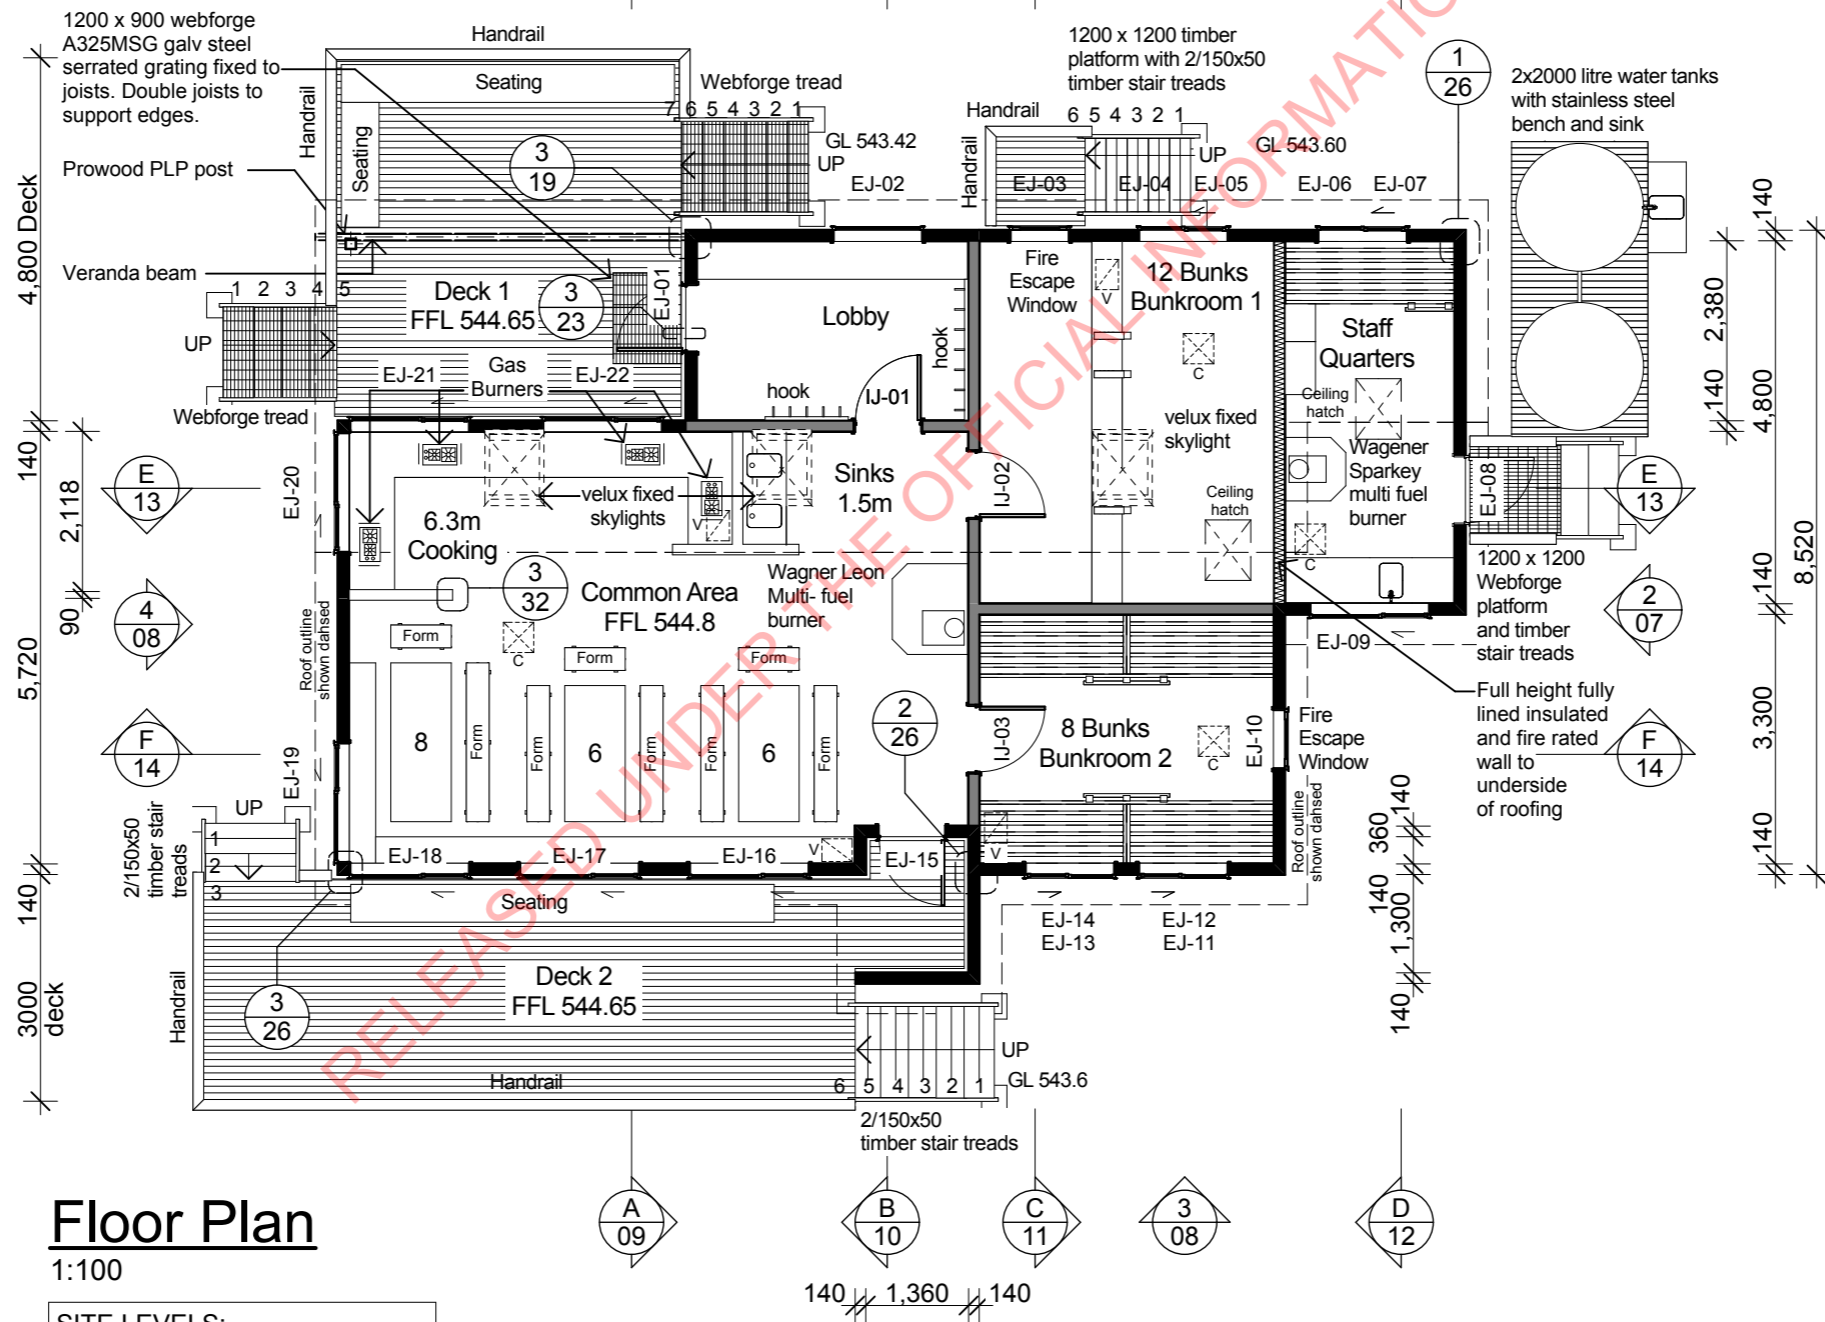 1200 x 900 webforge
A325MSG galv steel
serrated grating fixed to
joists. Double joists to
support edges.
Prowood PLP post
Veranda beam
Handrail
Seating
Handrail
Seating
Webforge tread
7 6 5 4 3 2 1
GL 543.42
UP
EJ-02
3
19
1200 x 1200 timber
platform with 2/150x50
timber stair treads
Handrail
Handrail
6 5 4 3 2 1
UP
GL 543.60
EJ-03
EJ-04
EJ-05
EJ-06
EJ-07
1
26
2x2000 litre water tanks
with stainless steel
bench and sink
4,800 Deck
140
2,118
90
5,720
140
3000
deck
1 2 3 4 5
UP
Webforge tread
Deck 1
FFL 544.65
3
23
EJ-01
EJ-21
Gas
Burners
EJ-22
Lobby
hook
hook
IJ-01
Fire
Escape
Window
12 Bunks
Bunkroom 1
V
C
velux fixed
skylight
Ceiling
hatch
IJ-02
Staff
Quarters
Ceiling
hatch
Wagener
Sparkey
multi fuel
burner
C
EJ-08
E
13
E
13
EJ-20
6.3m
Cooking
velux fixed
skylights
V
Sinks
1.5m
3
32
Common Area
FFL 544.8
Wagner Leon
Multi- fuel
burner
C
4
08
Roof outline
shown dahsed
Form
Form
Form
8
Form
Form
6
Form
Form
6
Form
F
14
EJ-19
2
26
IJ-03
8 Bunks
Bunkroom 2
C
EJ-10
Fire
Escape
Window
EJ-09
1200 x 1200
Webforge
platform
and timber
stair treads
2
07
Full height fully
lined insulated
and fire rated
wall to
underside
of roofing
F
14
Roof outline
shown dahsed
140
2,380
140
4,800
140
8,520
3,300
140
140
360
140
1,300
140
2/150x50
timber stair
treads
UP
1
2
3
EJ-18
EJ-17
EJ-16
V
EJ-15
V
Seating
EJ-14
EJ-13
EJ-12
EJ-11
Deck 2
FFL 544.65
3
26
Handrail
Handrail
6 5 4 3 2 1
UP
GL 543.6
2/150x50
timber stair treads
A
09
B
10
C
11
3
08
D
12
Floor Plan
1:100
140
1,360
140
SITE LEVELS:
RELEASED UNDER THE OFFICIAL INFORMATIO